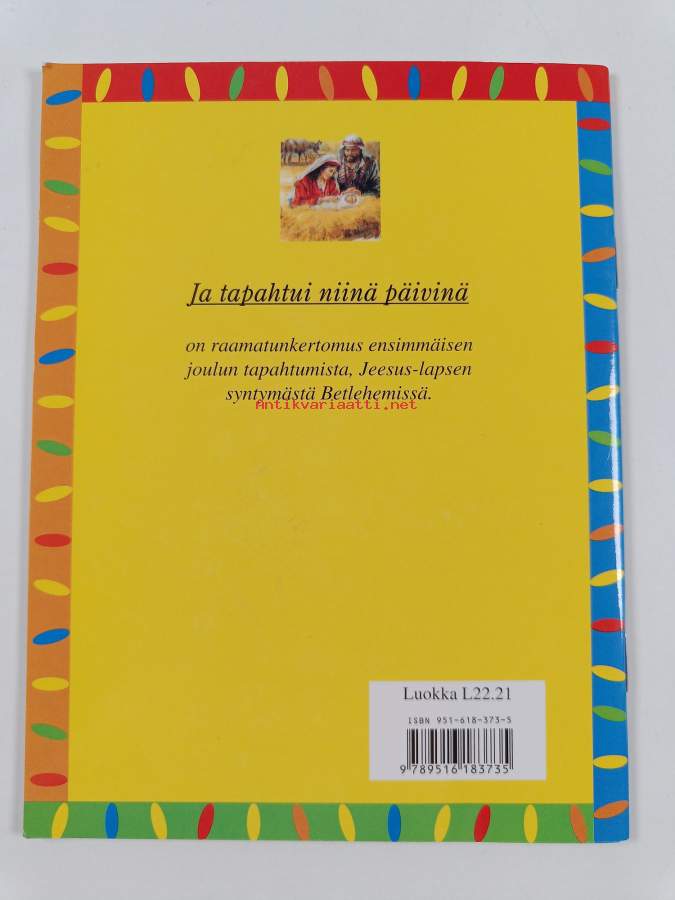 Ja tapahtui niinä päivinä
on raamatunkertomus ensimmäisen
joulun tapahtumista, Jeesus-lapsen
syntymästä Betlehemissä.
Antikvariaatti.net
Luokka L22.21
ISBN 951-618-373-5
9 789516 183735